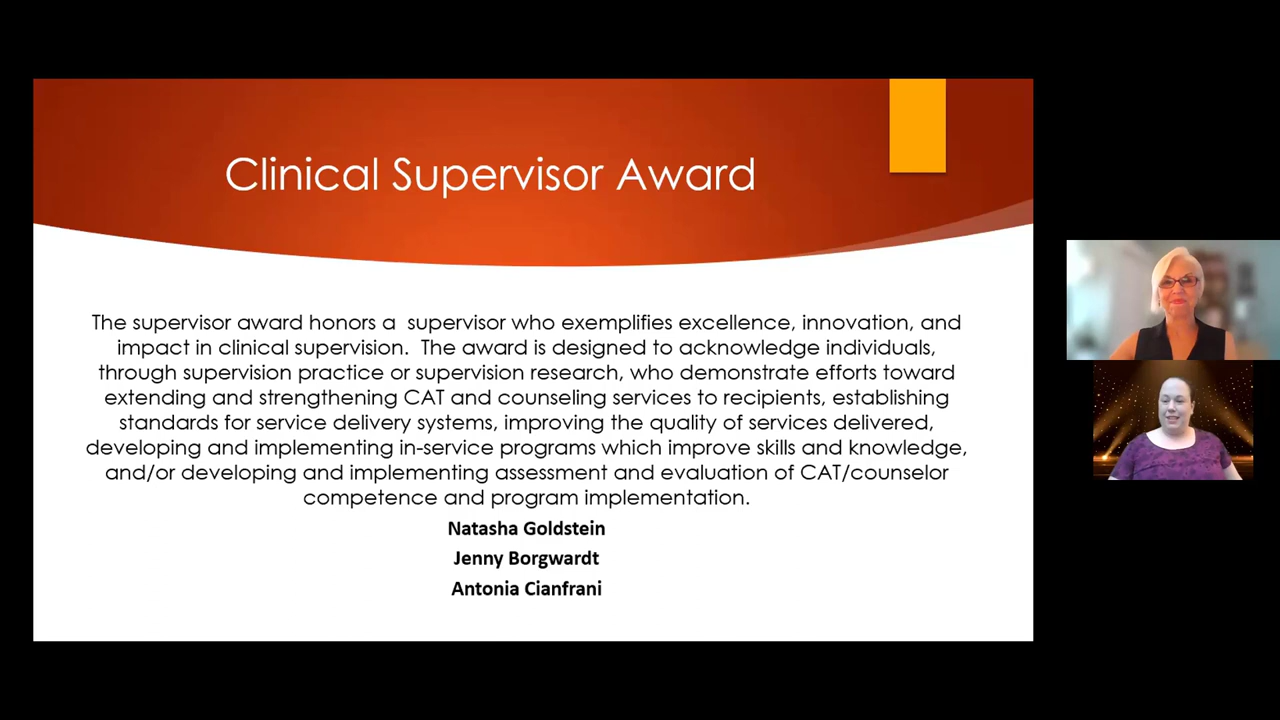 Clinical Supervisor Award
The supervisor award honors a  supervisor who exemplifies excellence, innovation, and
impact in clinical supervision.  The award is designed to acknowledge individuals,
through supervision practice or supervision research, who demonstrate efforts toward
extending and strengthening CAT and counseling services to recipients, establishing
standards for service delivery systems, improving the quality of services delivered,
developing and implementing in-service programs which improve skills and knowledge,
and/or developing and implementing assessment and evaluation of CAT/counselor
competence and program implementation.
Natasha Goldstein
Jenny Borgwardt
Antonia Cianfrani